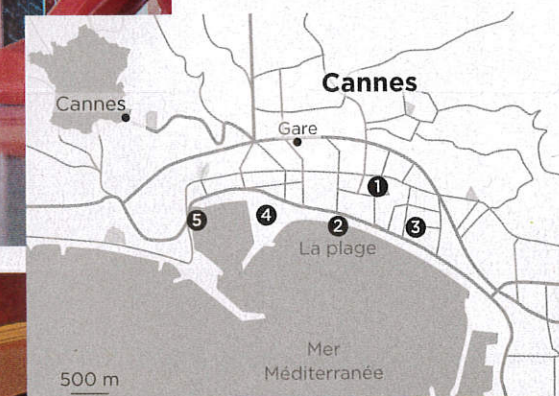 Cannes
Cannes
Gare
1
5
4
2
3
La plage
Mer
Méditerranée
500 m